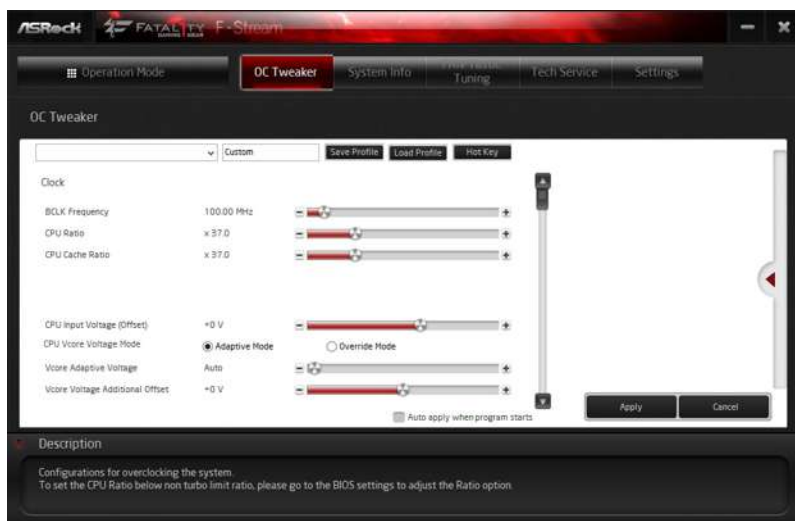 ASRock FATAL1TY GAMING GEAR F-Stream
Operation Mode
OC Tweaker
System Info
Tuning
Tech Service
Settings
OC Tweaker
Custom
Save Profile
Load Profile
Hot Key
Clock
BCLK Frequency 100.00 MHz
CPU Ratio x 37.0
CPU Cache Ratio x 37.0
CPU Input Voltage (Offset) +0 V
CPU Vcore Voltage Mode Adaptive Mode Override Mode
Vcore Adaptive Voltage Auto
Vcore Voltage Additional Offset +0 V
Auto apply when program starts
Apply
Cancel
Description
Configurations for overclocking the system.
To set the CPU Ratio below non turbo limit ratio, please go to the BIOS settings to adjust the Ratio option.